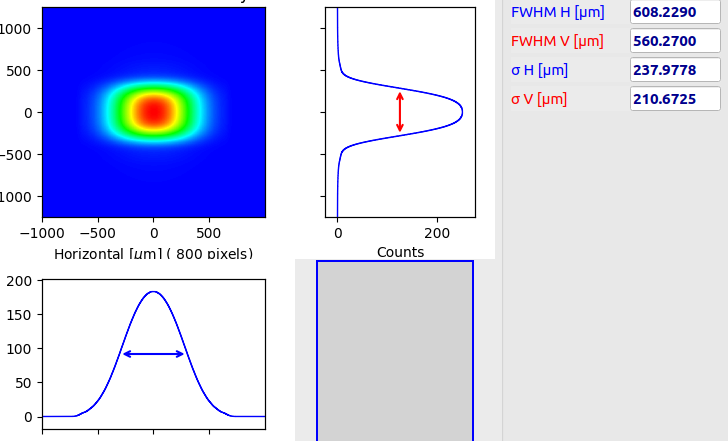 1000
500
0
−500
1000
−1000 −500 0 500
Horizontal [μm] ( 800 pixels)
0 200
Counts
200
150
100
50
0
FWHM H [μm] 608.2290
FWHM V [μm] 560.2700
σ H [μm] 237.9778
σ V [μm] 210.6725